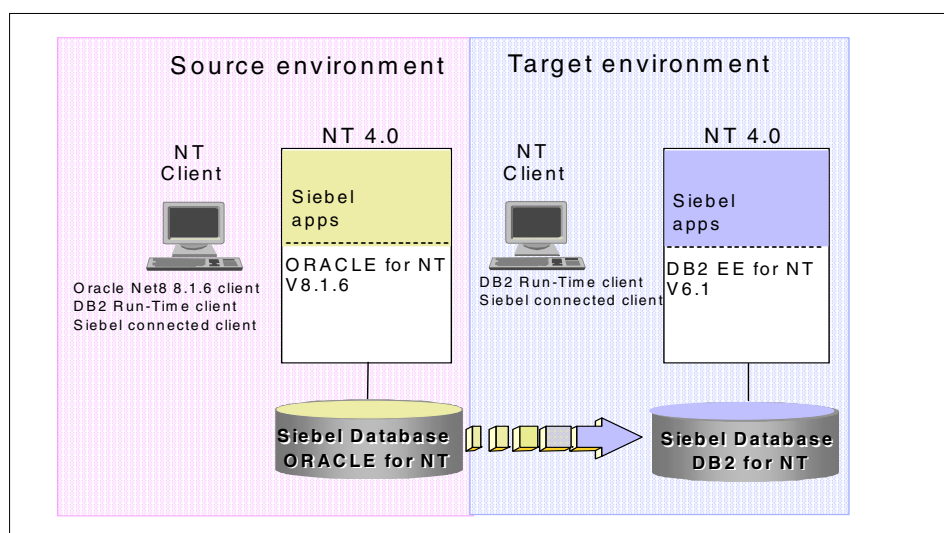 Source environment
NT 4.0
NT
Client
Siebel
apps
ORACLE for NT
V8.1.6
Oracle Net8 8.1.6 client
DB2 Run-Time client
Siebel connected client
Siebel Database
ORACLE for NT
Target environment
NT 4.0
NT
Client
Siebel
apps
DB2 EE for NT
V6.1
DB2 Run-Time client
Siebel connected client
Siebel Database
DB2 for NT